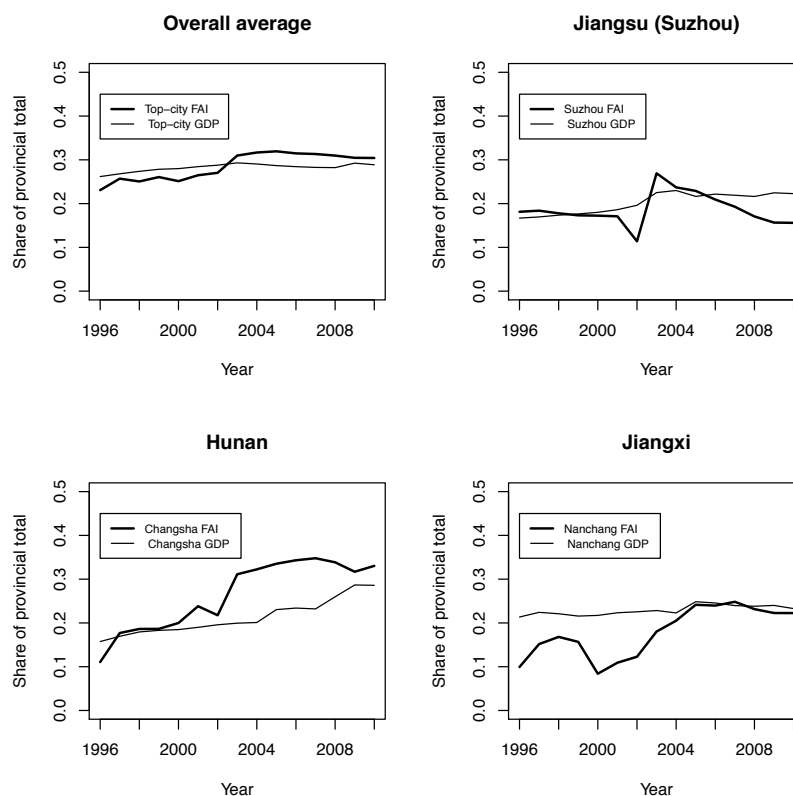 Overall average
Share of provincial total
0.0 0.1 0.2 0.3 0.4 0.5
Top−city FAI
Top−city GDP
1996 2000 2004 2008
Year
Jiangsu (Suzhou)
Share of provincial total
0.0 0.1 0.2 0.3 0.4 0.5
Suzhou FAI
Suzhou GDP
1996 2000 2004 2008
Year
Hunan
Share of provincial total
0.0 0.1 0.2 0.3 0.4 0.5
Changsha FAI
Changsha GDP
1996 2000 2004 2008
Year
Jiangxi
Share of provincial total
0.0 0.1 0.2 0.3 0.4 0.5
Nanchang FAI
Nanchang GDP
1996 2000 2004 2008
Year